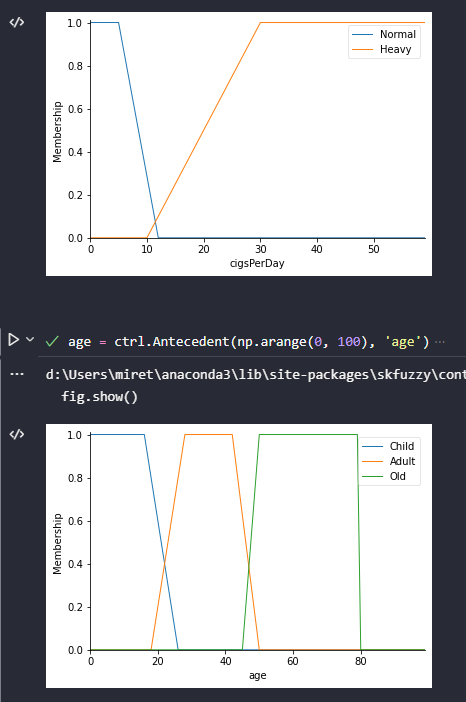 1.0
0.8
0.6
0.4
0.2
0.0
Membership
Normal
Heavy
0 10 20 30 40 50
cigsPerDay
age = ctrl.Antecedent(np.arange(0, 100), 'age') ···
d:\Users\miret\anaconda3\lib\site-packages\skfuzzy\cont
fig.show()
1.0
0.8
0.6
0.4
0.2
0.0
Membership
Child
Adult
Old
0 20 40 60 80
age